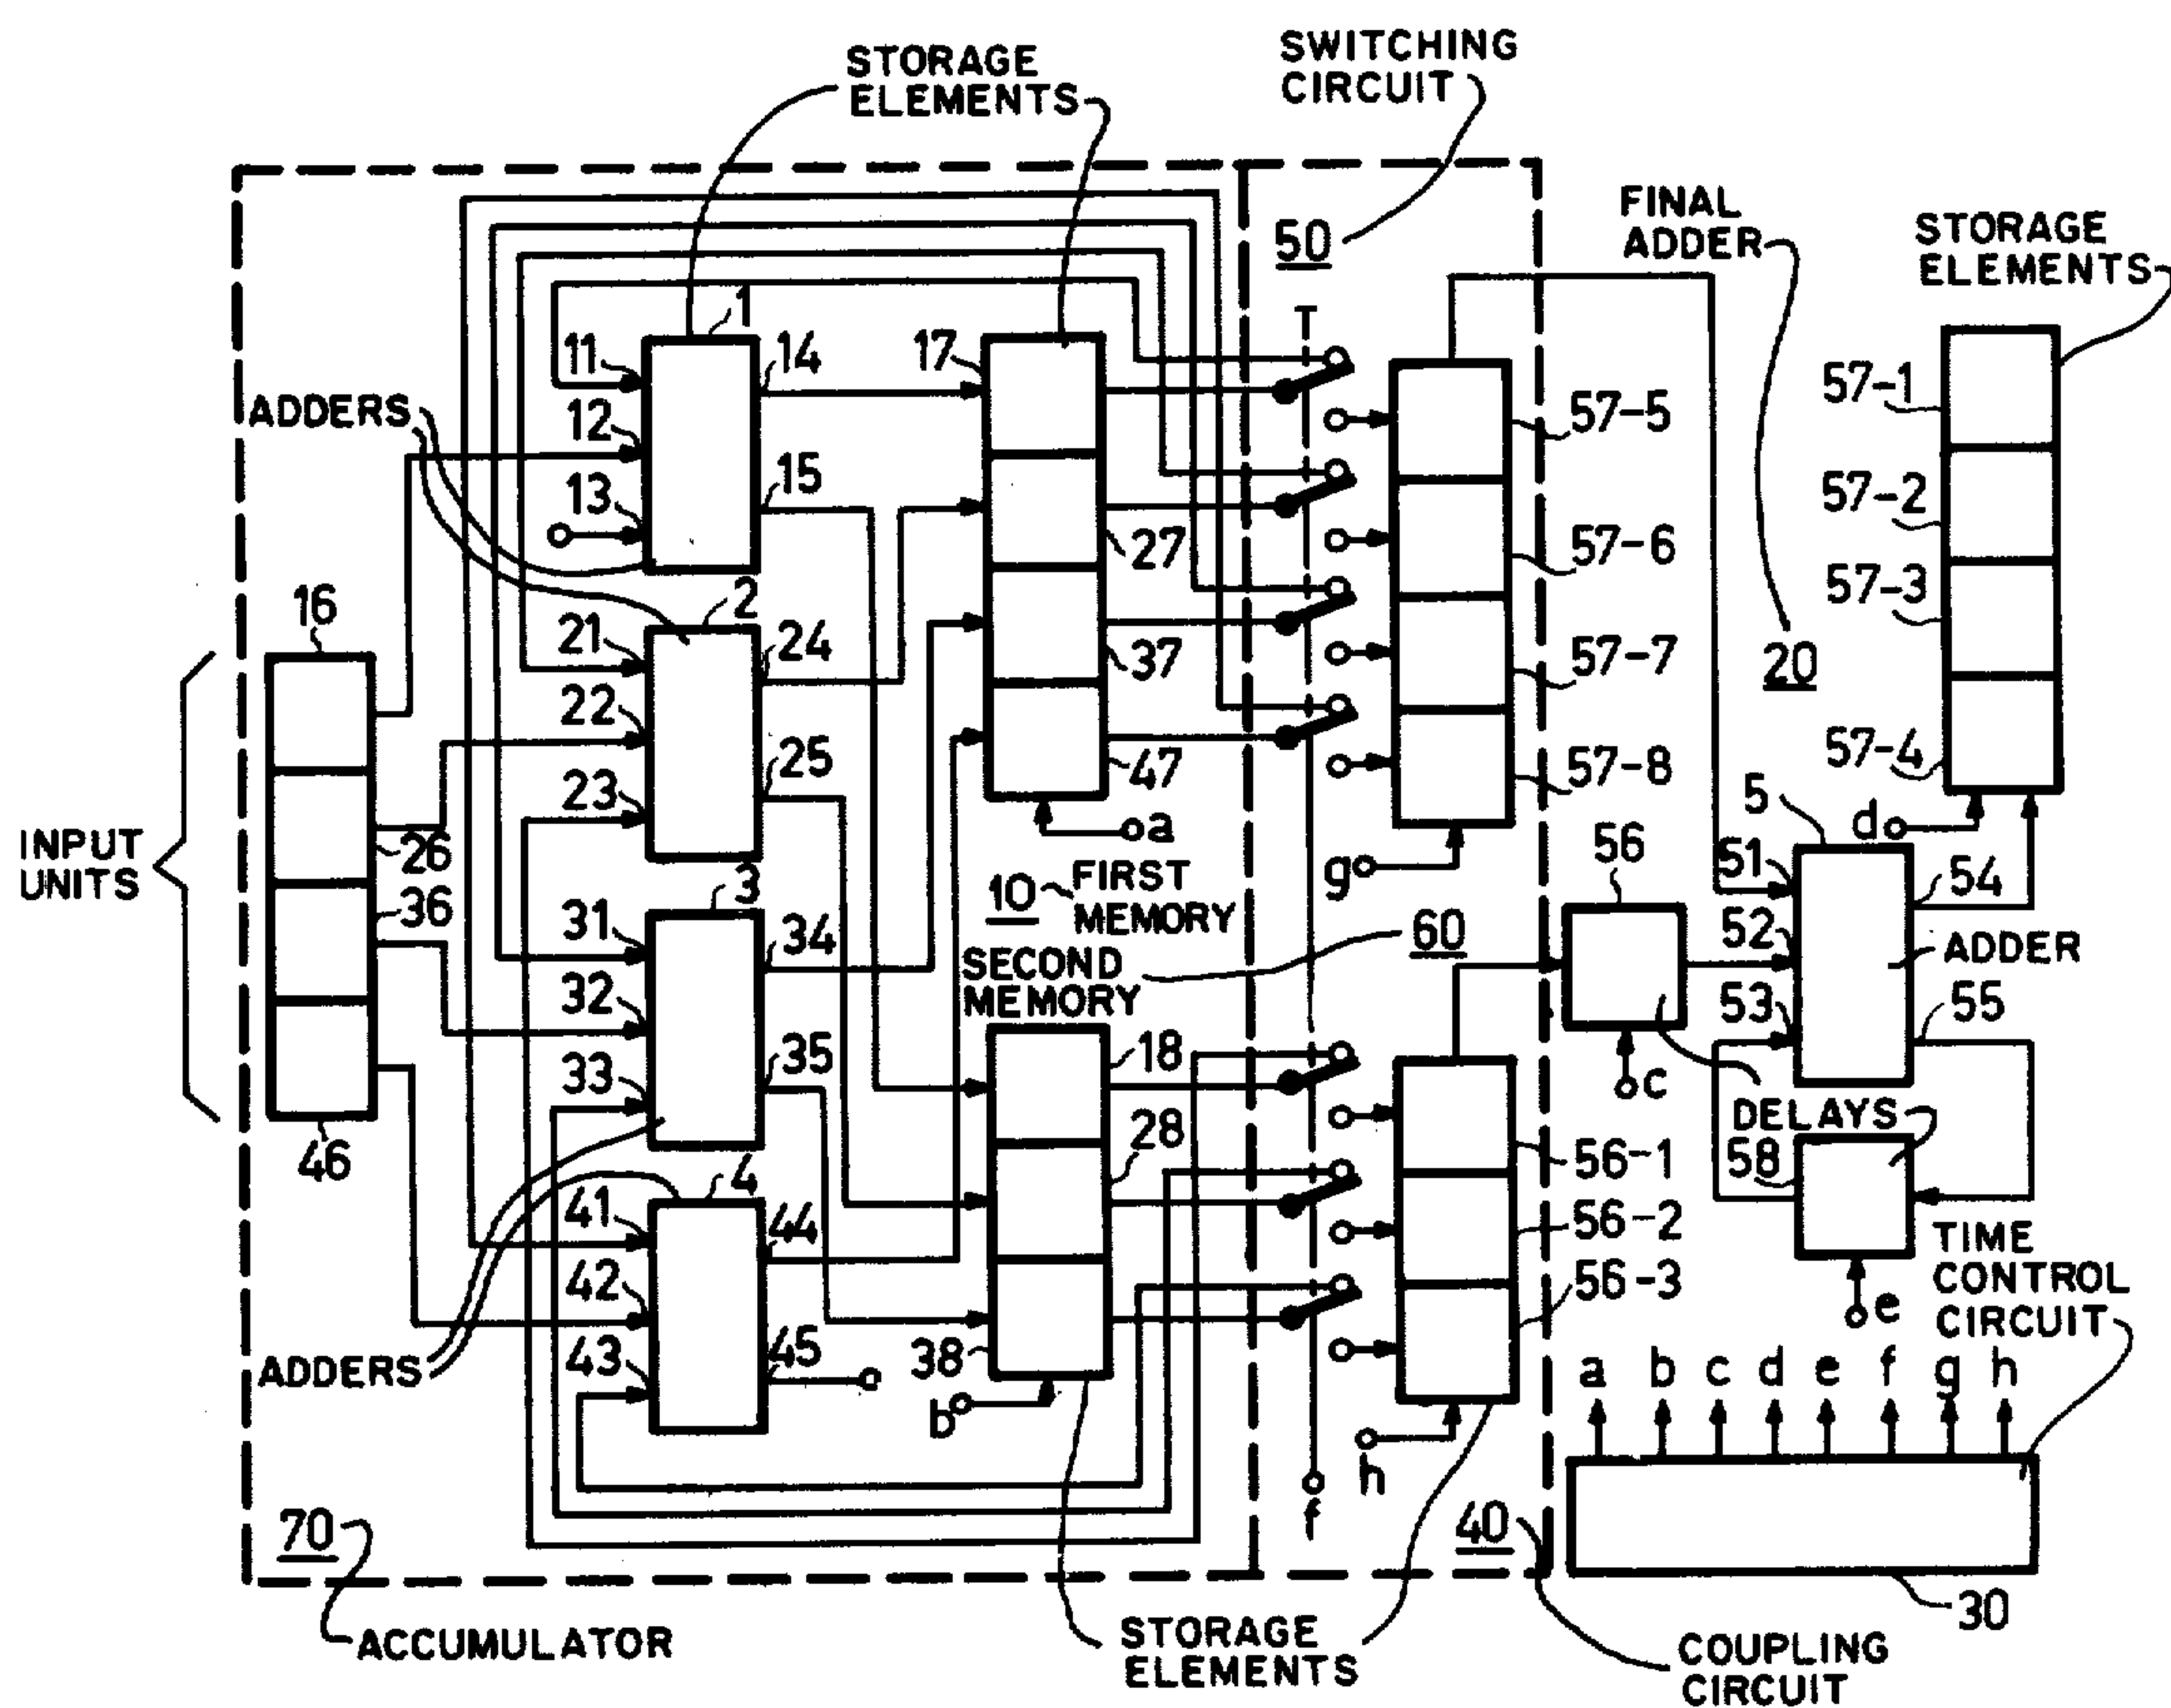 STORAGE
ELEMENTS
SWITCHING
CIRCUIT
FINAL
ADDER
STORAGE
ELEMENTS
50
T
1
11
12
13
14
15
17
ADDERS
57-5
57-6
57-7
57-8
57-1
57-2
57-3
57-4
20
27
37
47
16
26
36
46
INPUT
UNITS
2
21
22
23
24
25
a
g
d
5
56
51
52
53
54
55
ADDER
10
FIRST
MEMORY
60
SECOND
MEMORY
3
31
32
33
34
35
18
28
38
c
DELAYS
58
e
56-1
56-2
56-3
4
41
42
43
44
45
ADDERS
b
h
f
TIME
CONTROL
CIRCUIT
a b c d e f g h
70
40
30
ACCUMULATOR
STORAGE
ELEMENTS
COUPLING
CIRCUIT